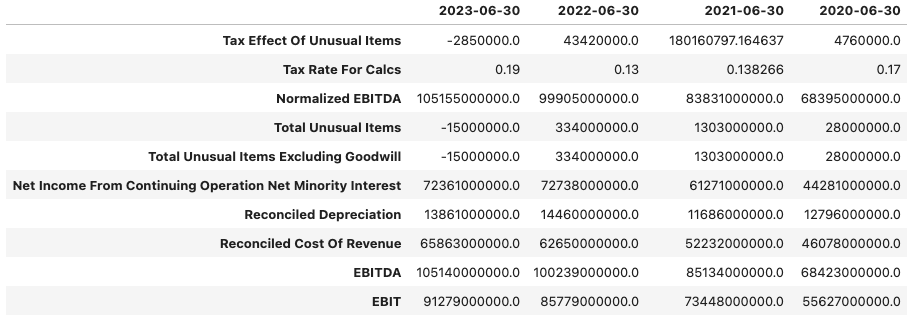 2023-06-30 2022-06-30 2021-06-30 2020-06-30
Tax Effect Of Unusual Items -2850000.0 43420000.0 180160797.164637 4760000.0
Tax Rate For Calcs 0.19 0.13 0.138266 0.17
Normalized EBITDA 105155000000.0 99905000000.0 83831000000.0 68395000000.0
Total Unusual Items -15000000.0 334000000.0 1303000000.0 28000000.0
Total Unusual Items Excluding Goodwill -15000000.0 334000000.0 1303000000.0 28000000.0
Net Income From Continuing Operation Net Minority Interest 72361000000.0 72738000000.0 61271000000.0 44281000000.0
Reconciled Depreciation 13861000000.0 14460000000.0 11686000000.0 12796000000.0
Reconciled Cost Of Revenue 65863000000.0 62650000000.0 52232000000.0 46078000000.0
EBITDA 105140000000.0 100239000000.0 85134000000.0 68423000000.0
EBIT 91279000000.0 85779000000.0 73448000000.0 55627000000.0